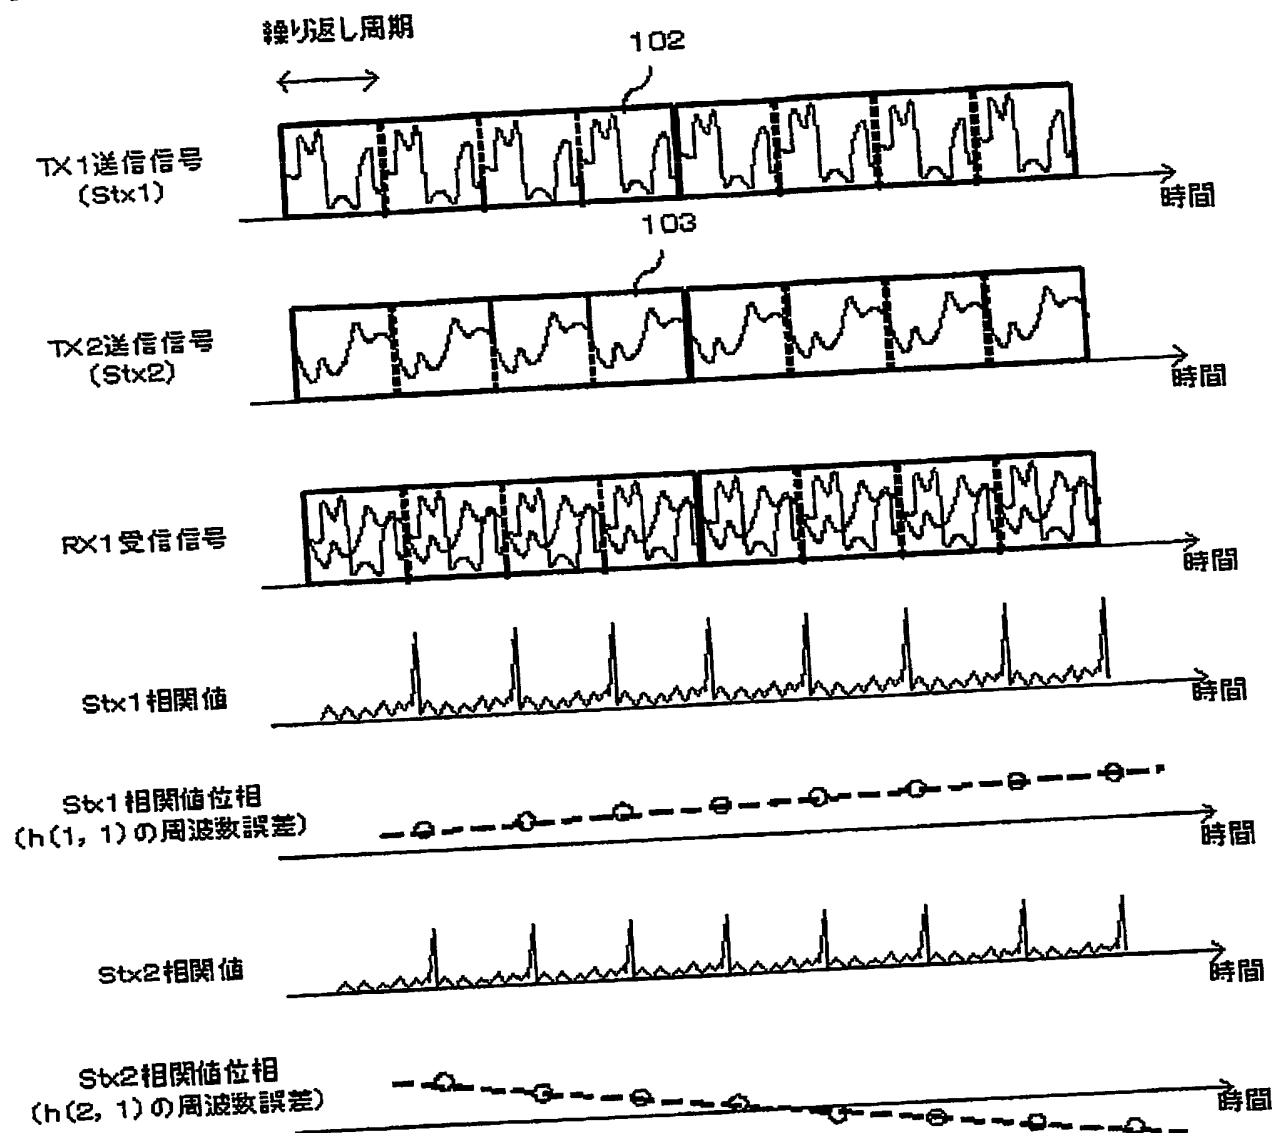 繰り返し周期
102
TX1送信信号
(Stx1)
時間
103
TX2送信信号
(Stx2)
時間
RX1受信信号
時間
Stx1相関値
時間
Stx1相関値位相
(h(1, 1)の周波数誤差)
時間
Stx2相関値
時間
Stx2相関値位相
(h(2, 1)の周波数誤差)
時間